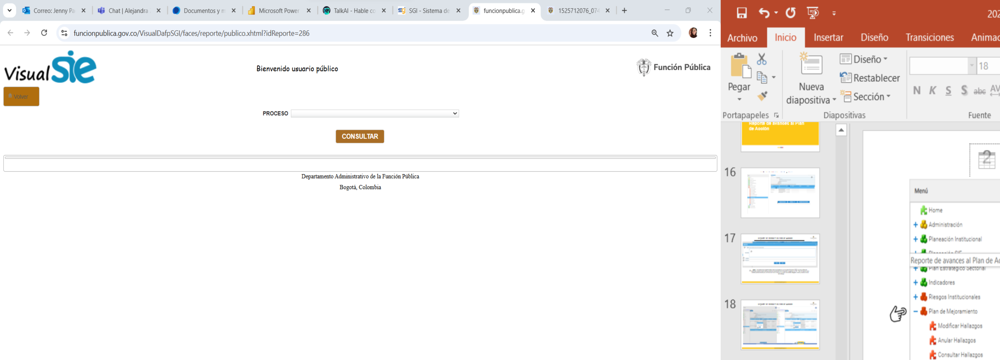 Correo: Jenny Pa
Chat | Alejandra
Documentos y m
Microsoft Power
TalkAI - Hable co
SGI - Sistema de
funcionpublica.g
1525712076_074
funcionpublica.gov.co/VisualDafpSGI/faces/reporte/publico.xhtml?idReporte=286
Visual sie
Bienvenido usuario público
Función Pública
Volver
PROCESO
CONSULTAR
Departamento Administrativo de la Función Pública
Bogotá, Colombia
202
Archivo Inicio Insertar Diseño Transiciones Animac
Pegar
Nueva
diapositiva
Diseño
Restablecer
Sección
18
N K S S abc AV
Portapapeles
Diapositivas
Fuente
Reporte de avances al Plan
de Acción
16
17
18
2
Menú
Home
Administración
Planeación Institucional
Planeación SIE
Reporte de avances al Plan de Ac
Plan Estratégico Sectorial
Indicadores
Riesgos Institucionales
Plan de Mejoramiento
Modificar Hallazgos
Anular Hallazgos
Consultar Hallazgos